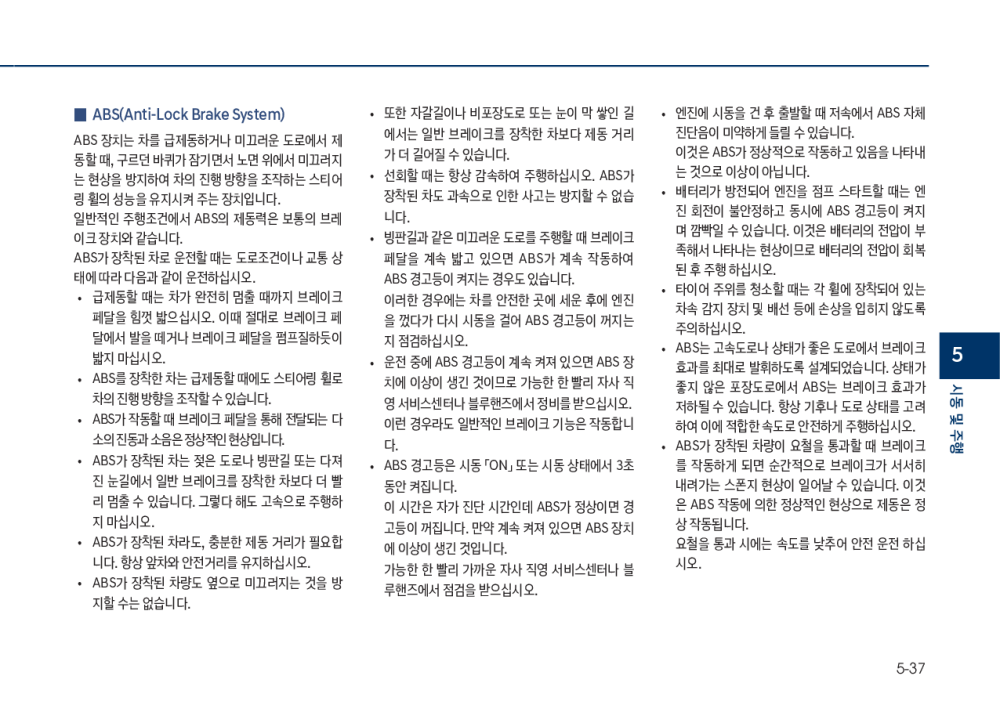 ■ ABS(Anti-Lock Brake System)
ABS 장치는 차를 급제동하거나 미끄러운 도로에서 제
동할 때, 구르던 바퀴가 잠기면서 노면 위에서 미끄러지
는 현상을 방지하여 차의 진행 방향을 조작하는 스티어
링 휠의 성능을 유지시켜 주는 장치입니다.
일반적인 주행조건에서 ABS의 제동력은 보통의 브레
이크 장치와 같습니다.
ABS가 장착된 차로 운전할 때는 도로조건이나 교통 상
태에 따라 다음과 같이 운전하십시오.
• 급제동할 때는 차가 완전히 멈출 때까지 브레이크
페달을 힘껏 밟으십시오. 이때 절대로 브레이크 페
달에서 발을 떼거나 브레이크 페달을 펌프질하듯이
밟지 마십시오.
• ABS를 장착한 차는 급제동할 때에도 스티어링 휠로
차의 진행 방향을 조작할 수 있습니다.
• ABS가 작동할 때 브레이크 페달을 통해 전달되는 다
소의 진동과 소음은 정상적인 현상입니다.
• ABS가 장착된 차는 젖은 도로나 빙판길 또는 다져
진 눈길에서 일반 브레이크를 장착한 차보다 더 빨
리 멈출 수 있습니다. 그렇다 해도 고속으로 주행하
지 마십시오.
• ABS가 장착된 차라도, 충분한 제동 거리가 필요합
니다. 항상 앞차와 안전거리를 유지하십시오.
• ABS가 장착된 차량도 옆으로 미끄러지는 것을 방
지할 수는 없습니다.
• 또한 자갈길이나 비포장도로 또는 눈이 막 쌓인 길
에서는 일반 브레이크를 장착한 차보다 제동 거리
가 더 길어질 수 있습니다.
• 선회할 때는 항상 감속하여 주행하십시오. ABS가
장착된 차도 과속으로 인한 사고는 방지할 수 없습
니다.
• 빙판길과 같은 미끄러운 도로를 주행할 때 브레이크
페달을 계속 밟고 있으면 ABS가 계속 작동하여
ABS 경고등이 켜지는 경우도 있습니다.
이러한 경우에는 차를 안전한 곳에 세운 후에 엔진
을 껐다가 다시 시동을 걸어 ABS 경고등이 꺼지는
지 점검하십시오.
• 운전 중에 ABS 경고등이 계속 켜져 있으면 ABS 장
치에 이상이 생긴 것이므로 가능한 한 빨리 자사 직
영 서비스센터나 블루핸즈에서 정비를 받으십시오.
이런 경우라도 일반적인 브레이크 기능은 작동합니
다.
• ABS 경고등은 시동 「ON」 또는 시동 상태에서 3초
동안 켜집니다.
이 시간은 자가 진단 시간인데 ABS가 정상이면 경
고등이 꺼집니다. 만약 계속 켜져 있으면 ABS 장치
에 이상이 생긴 것입니다.
가능한 한 빨리 가까운 자사 직영 서비스센터나 블
루핸즈에서 점검을 받으십시오.
• 엔진에 시동을 건 후 출발할 때 저속에서 ABS 자체
진단음이 미약하게 들릴 수 있습니다.
이것은 ABS가 정상적으로 작동하고 있음을 나타내
는 것으로 이상이 아닙니다.
• 배터리가 방전되어 엔진을 점프 스타트할 때는 엔
진 회전이 불안정하고 동시에 ABS 경고등이 켜지
며 깜빡일 수 있습니다. 이것은 배터리의 전압이 부
족해서 나타나는 현상이므로 배터리의 전압이 회복
된 후 주행 하십시오.
• 타이어 주위를 청소할 때는 각 휠에 장착되어 있는
차속 감지 장치 및 배선 등에 손상을 입히지 않도록
주의하십시오.
• ABS는 고속도로나 상태가 좋은 도로에서 브레이크
효과를 최대로 발휘하도록 설계되었습니다. 상태가
좋지 않은 포장도로에서 ABS는 브레이크 효과가
저하될 수 있습니다. 항상 기후나 도로 상태를 고려
하여 이에 적합한 속도로 안전하게 주행하십시오.
• ABS가 장착된 차량이 요철을 통과할 때 브레이크
를 작동하게 되면 순간적으로 브레이크가 서서히
내려가는 스폰지 현상이 일어날 수 있습니다. 이것
은 ABS 작동에 의한 정상적인 현상으로 제동은 정
상 작동됩니다.
요철을 통과 시에는 속도를 낮추어 안전 운전 하십
시오.
5
시동 및 주행
5-37